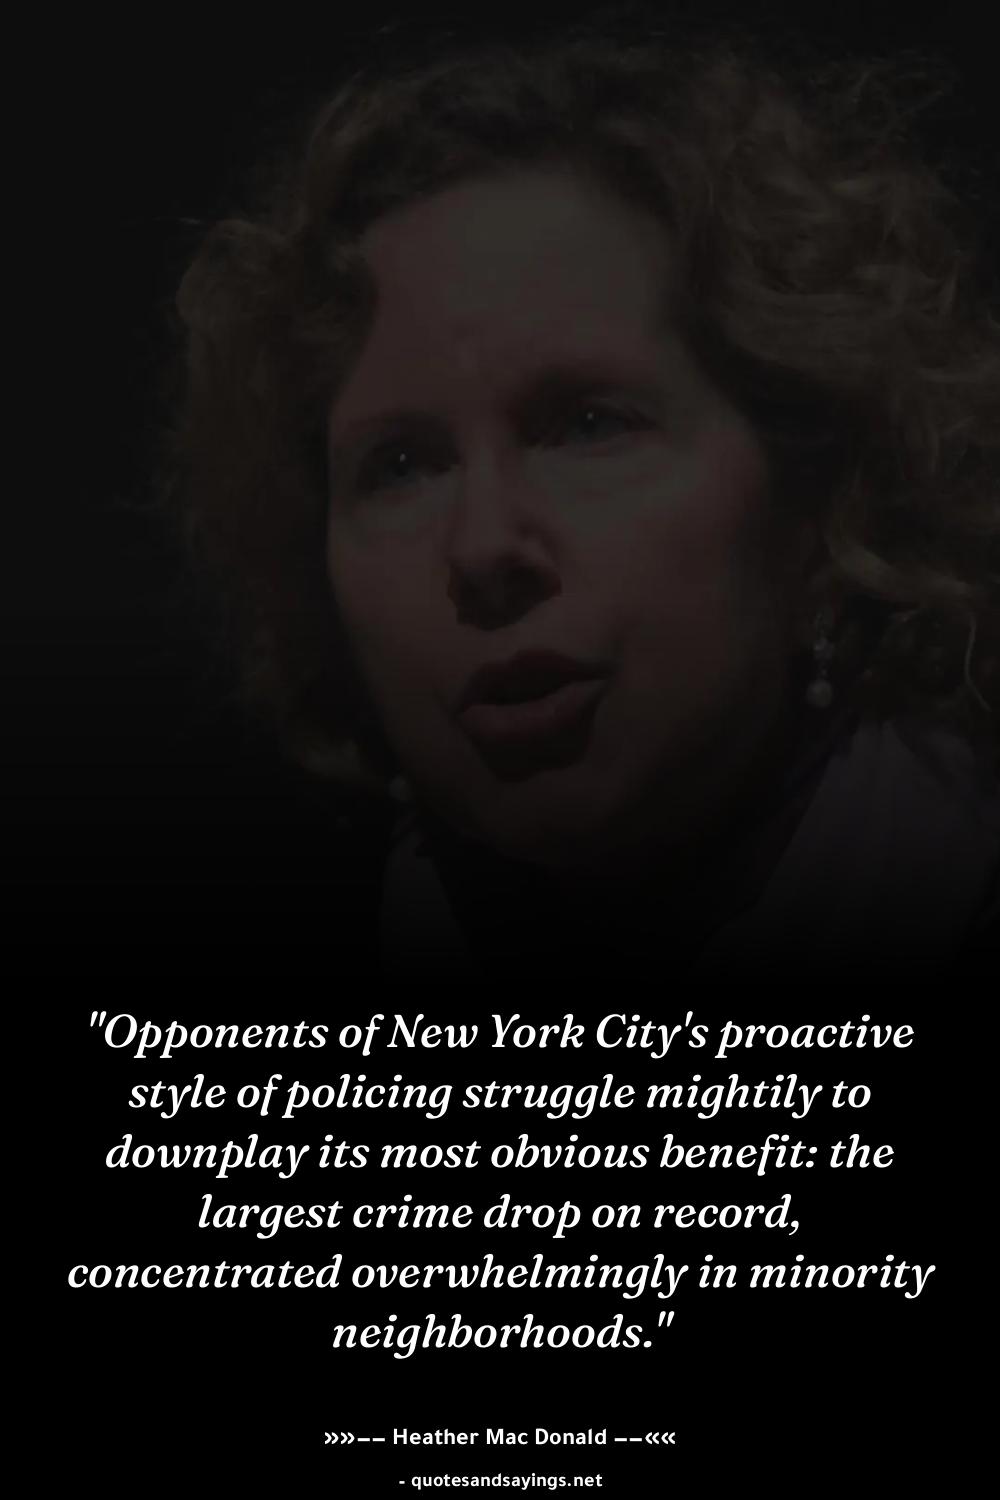 "Opponents of New York City's proactive
style of policing struggle mightily to
downplay its most obvious benefit: the
largest crime drop on record,
concentrated overwhelmingly in minority
neighborhoods."
»»−− Heather Mac Donald −−««
- quotesandsayings.net